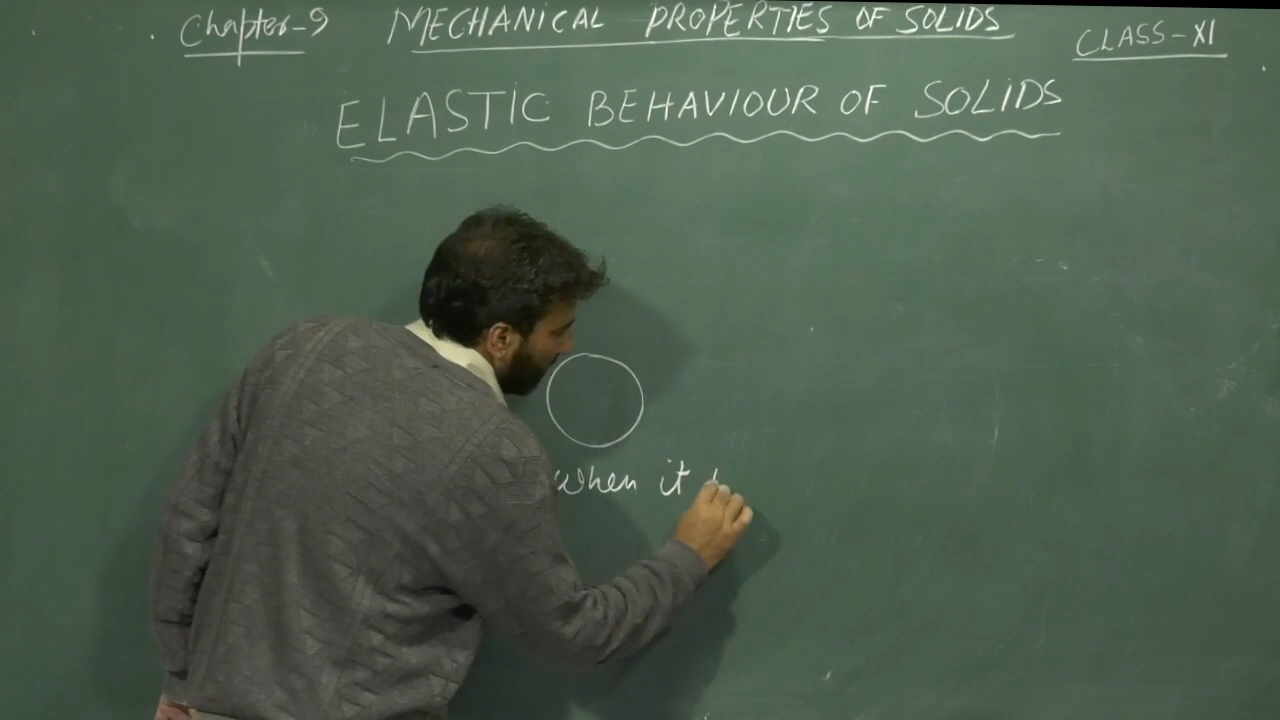 Chapter-9 MECHANICAL PROPERTIES OF SOLIDS CLASS-XI
ELASTIC BEHAVIOUR OF SOLIDS
when it